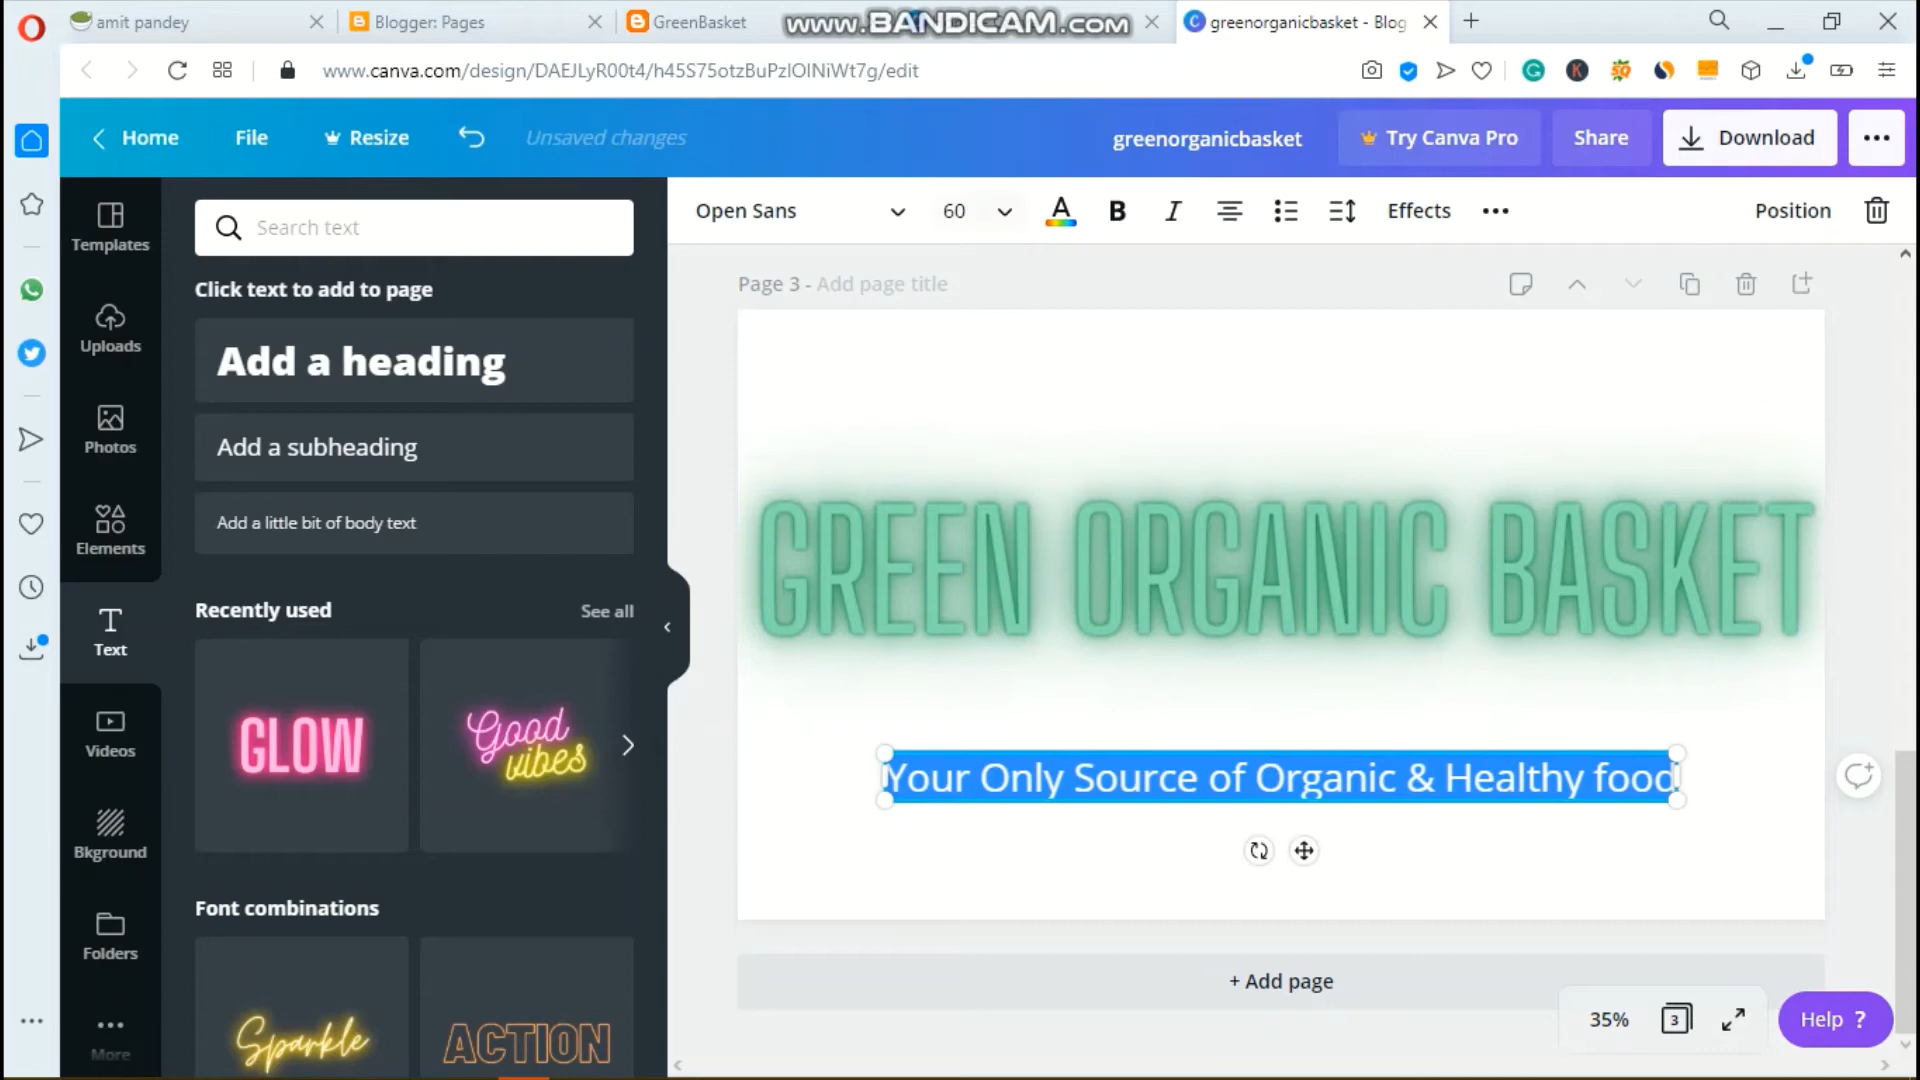 amit pandey
Blogger: Pages
GreenBasket
www.BANDICAM.com
greenorganicbasket - Blog
www.canva.com/design/DAEJLyR00t4/h45S75otzBuPzlOINiWt7g/edit
Home
File
Resize
Unsaved changes
greenorganicbasket
Try Canva Pro
Share
Download
Templates
Uploads
Photos
Elements
Text
Videos
Bkground
Folders
More
Search text
Click text to add to page
Add a heading
Add a subheading
Add a little bit of body text
Recently used
See all
GLOW
Good
vibes
Font combinations
Sparkle
ACTION
Open Sans
60
A
B
I
Effects
Position
Page 3 - Add page title
GREEN ORGANIC BASKET
Your Only Source of Organic & Healthy food
+ Add page
35%
3
Help ?